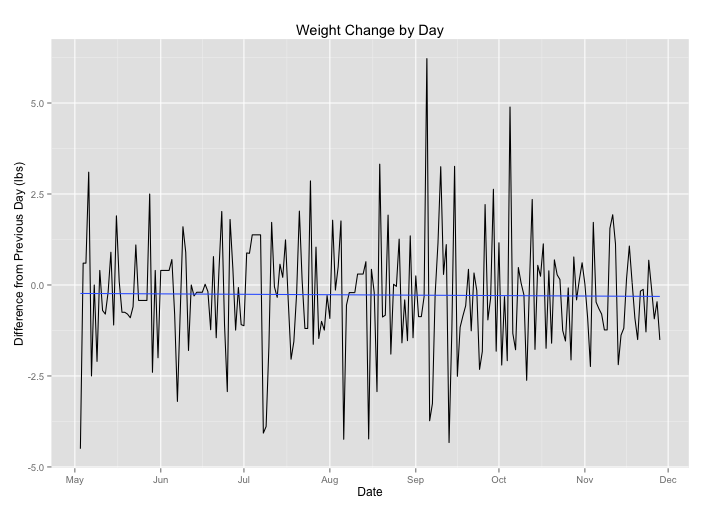 Weight Change by Day
Difference from Previous Day (lbs)
5.0
2.5
0.0
-2.5
-5.0
May Jun Jul Aug Sep Oct Nov Dec
Date